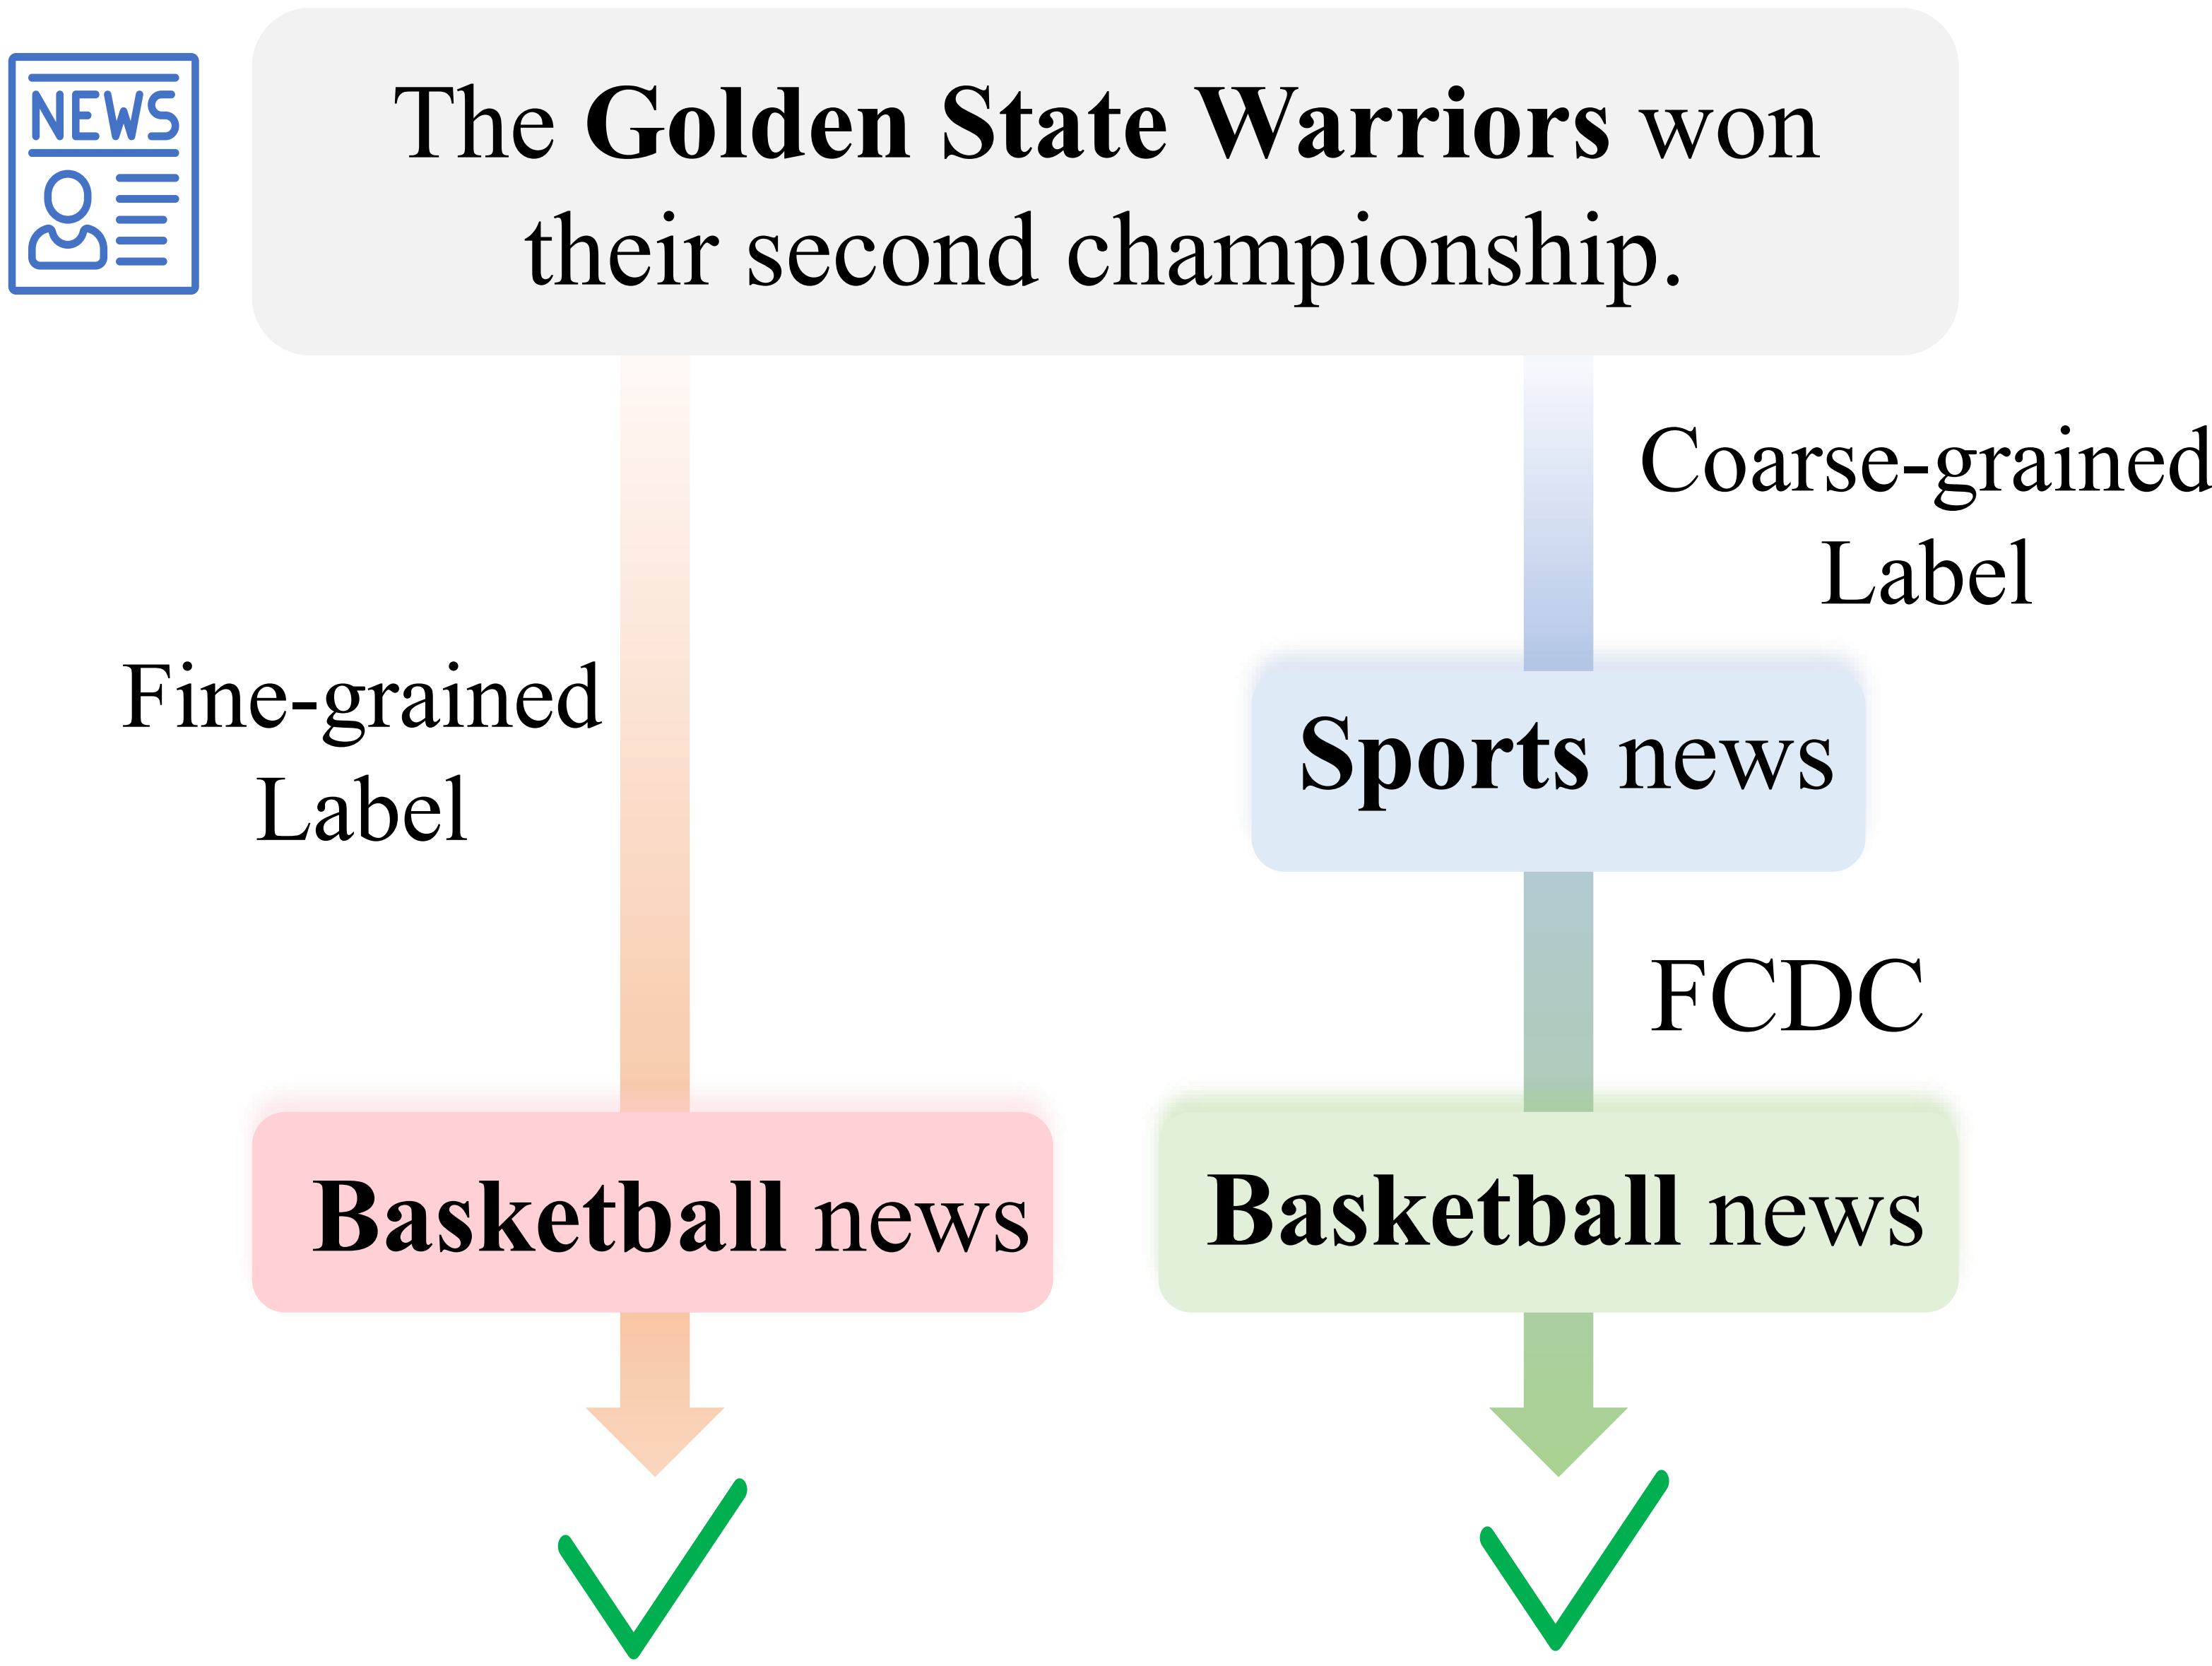 NEWS
The Golden State Warriors won
their second championship.
Coarse-grained
Label
Fine-grained
Label
Sports news
FCDC
Basketball news
Basketball news